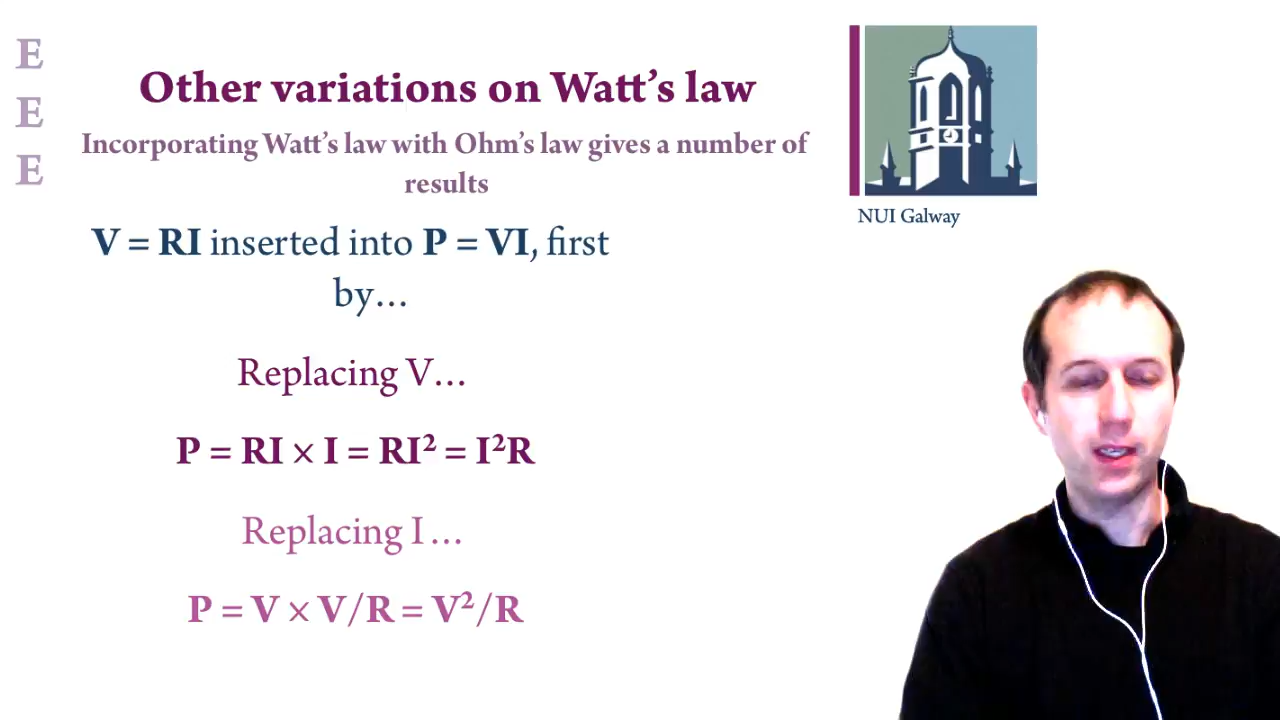 E
E
E
Other variations on Watt's law
Incorporating Watt's law with Ohm's law gives a number of
results
V = RI inserted into P = VI, first
by…
Replacing V…
P = RI × I = RI² = I²R
Replacing I …
P = V × V/R = V²/R
NUI Galway